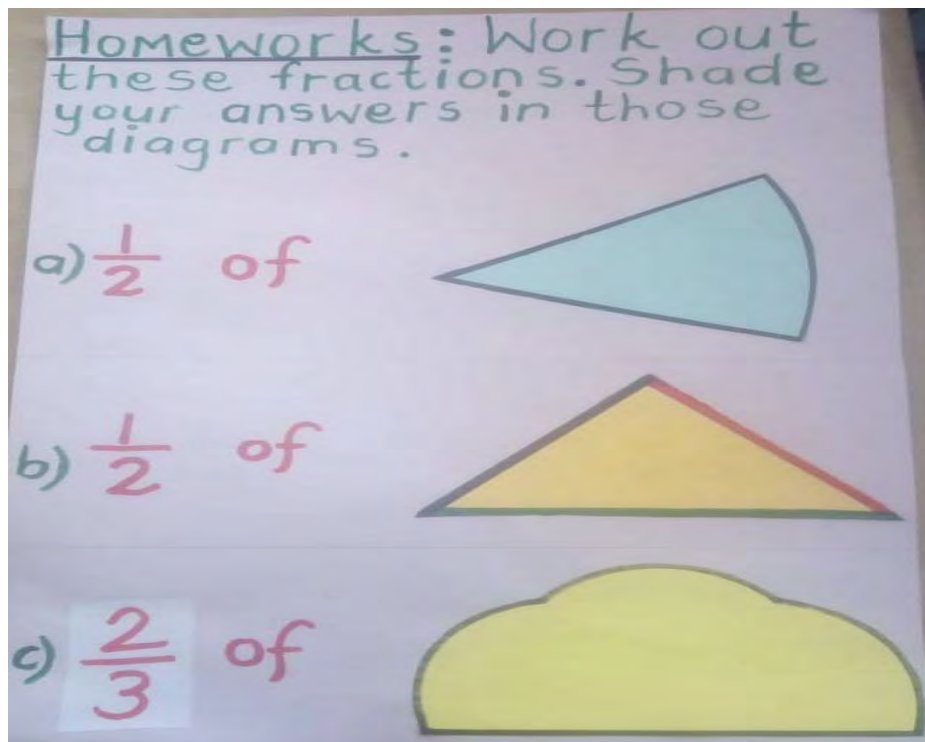 Homeworks: Work out
these fractions. Shade
your answers in those
diagrams.
a) 1/2 of
b) 1/2 of
c) 2/3 of